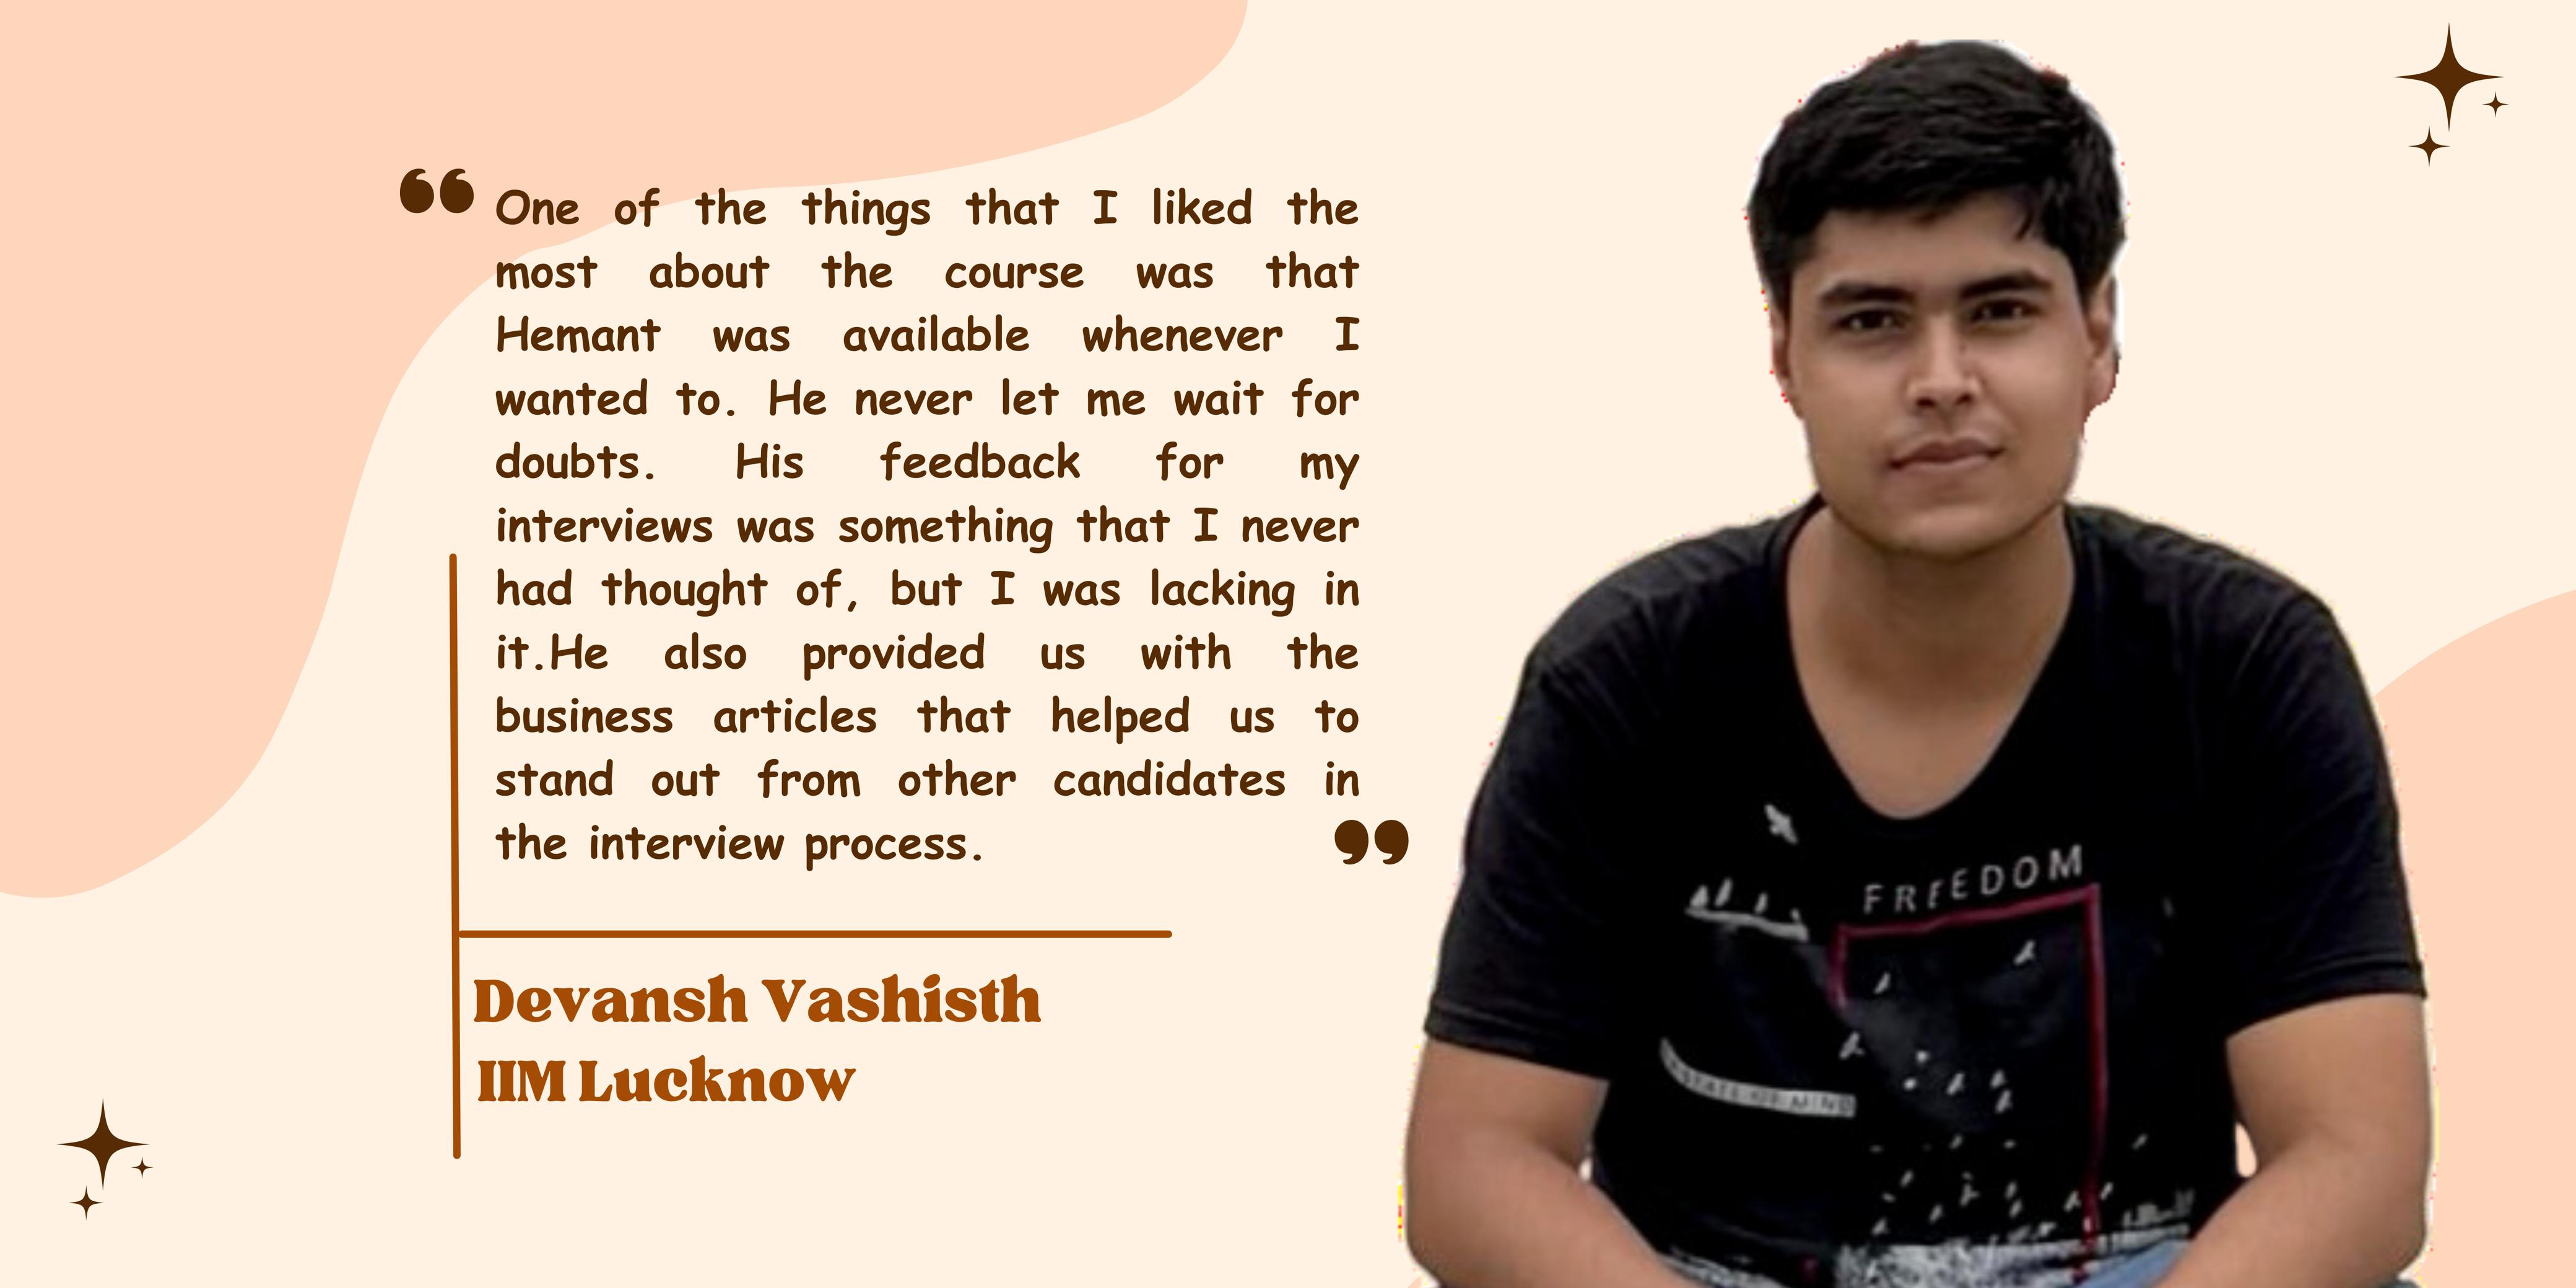 One of the things that I liked the
most about the course was that
Hemant was available whenever I
wanted to. He never let me wait for
doubts. His feedback for my
interviews was something that I never
had thought of, but I was lacking in
it.He also provided us with the
business articles that helped us to
stand out from other candidates in
the interview process.
Devansh Vashisth
IIM Lucknow
FREEDOM
STATE OF MIND